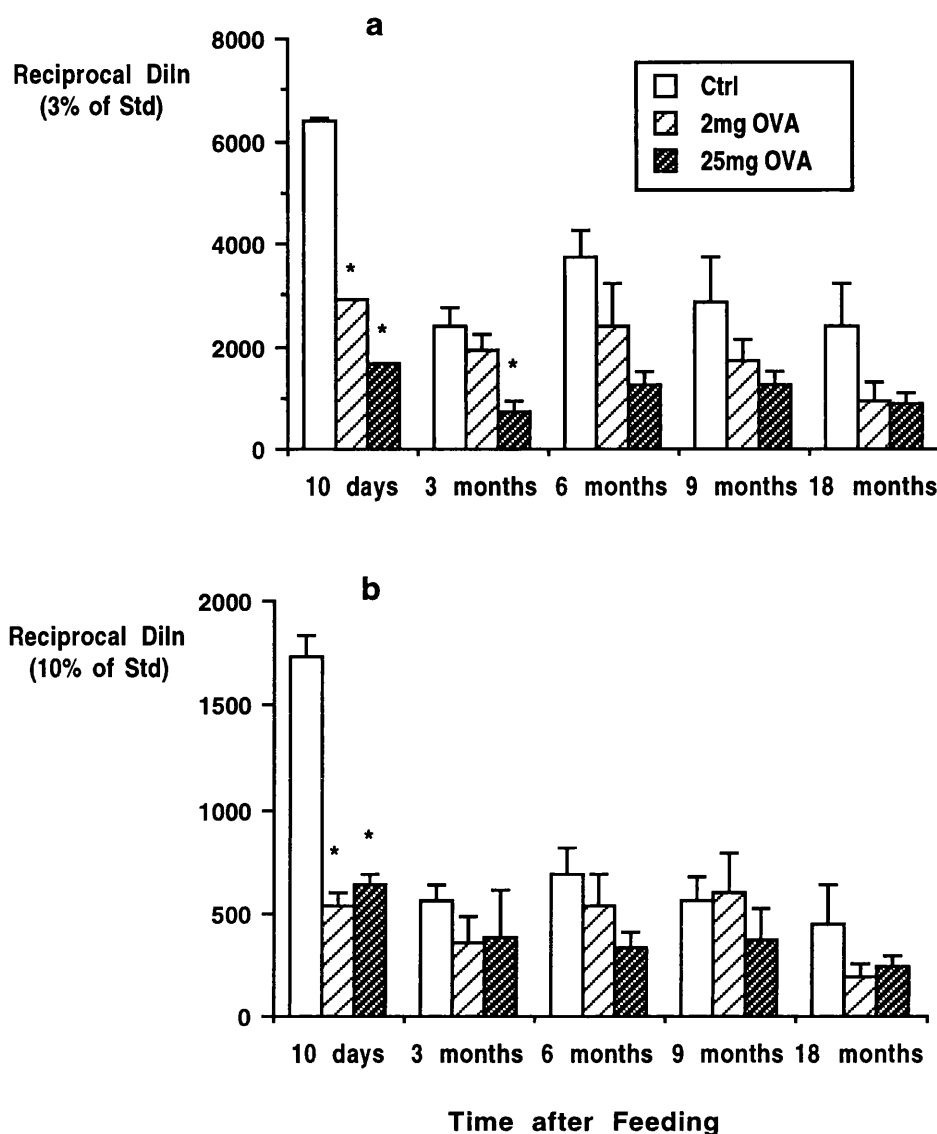 a
8000
Reciprocal Diln
(3% of Std)
6000
4000
2000
0
Ctrl
2mg OVA
25mg OVA
*
*
*
10 days 3 months 6 months 9 months 18 months
b
2000
Reciprocal Diln
(10% of Std)
1500
1000
500
0
*
*
10 days 3 months 6 months 9 months 18 months
Time after Feeding